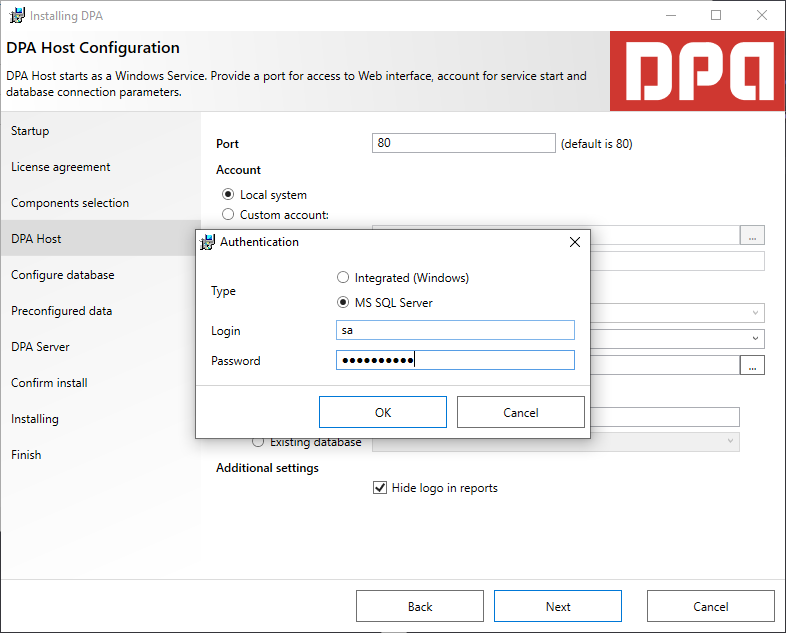 Installing DPA
DPA Host Configuration
DPA Host starts as a Windows Service. Provide a port for access to Web interface, account for service start and
database connection parameters.
DPA
Startup
License agreement
Components selection
DPA Host
Configure database
Preconfigured data
DPA Server
Confirm install
Installing
Finish
Port
80
(default is 80)
Account
Local system
Custom account:
...
Authentication
Type
Integrated (Windows)
MS SQL Server
Login
sa
Password
●●●●●●●●●●
OK
Cancel
...
Existing database
Additional settings
Hide logo in reports
Back
Next
Cancel